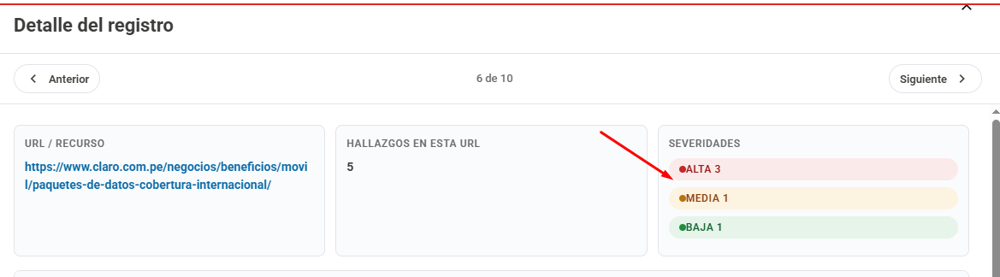 Detalle del registro
Anterior
6 de 10
Siguiente
URL / RECURSO
https://www.claro.com.pe/negocios/beneficios/movi
l/paquetes-de-datos-cobertura-internacional/
HALLAZGOS EN ESTA URL
5
SEVERIDADES
ALTA 3
MEDIA 1
BAJA 1